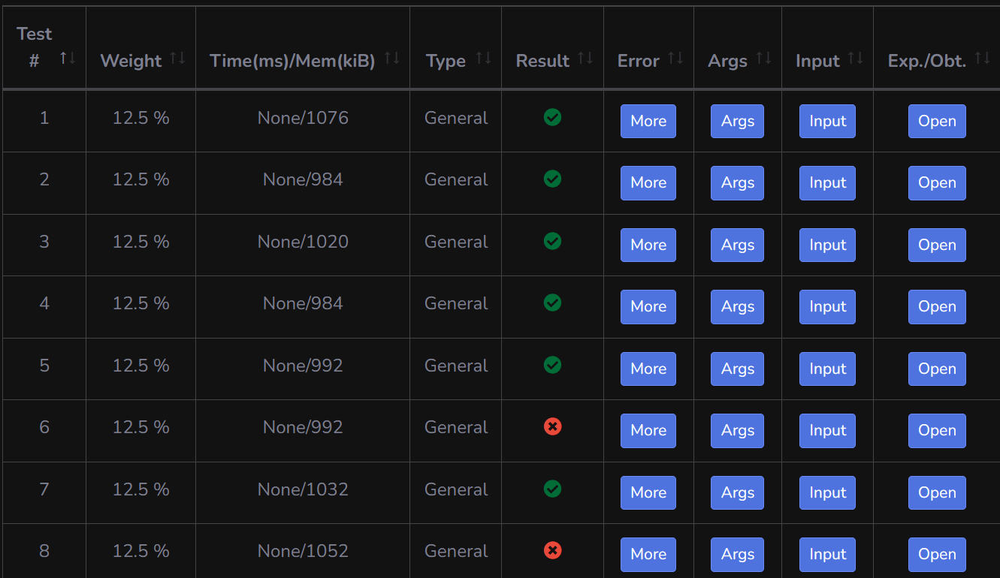 Test
# Weight Time(ms)/Mem(kiB) Type Result Error Args Input Exp./Obt.
1 12.5 % None/1076 General More Args Input Open
2 12.5 % None/984 General More Args Input Open
3 12.5 % None/1020 General More Args Input Open
4 12.5 % None/984 General More Args Input Open
5 12.5 % None/992 General More Args Input Open
6 12.5 % None/992 General More Args Input Open
7 12.5 % None/1032 General More Args Input Open
8 12.5 % None/1052 General More Args Input Open